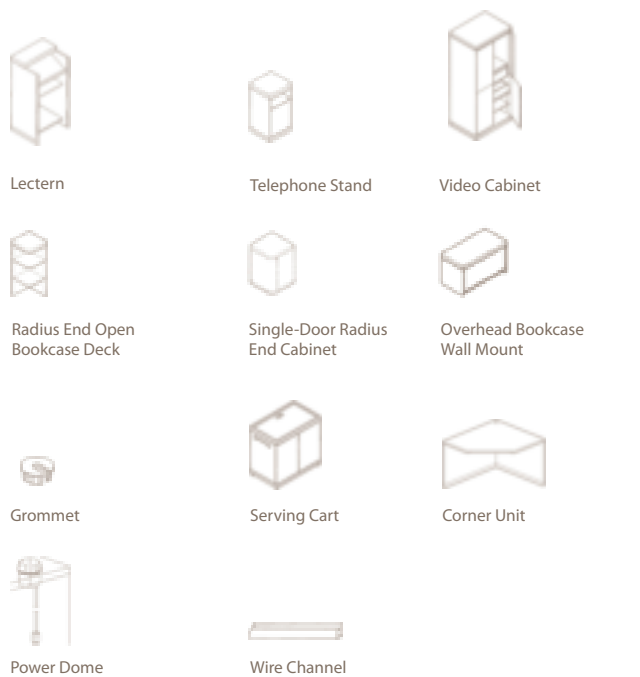 Lectern
Telephone Stand
Video Cabinet
Radius End Open
Bookcase Deck
Single-Door Radius
End Cabinet
Overhead Bookcase
Wall Mount
Grommet
Serving Cart
Corner Unit
Power Dome
Wire Channel